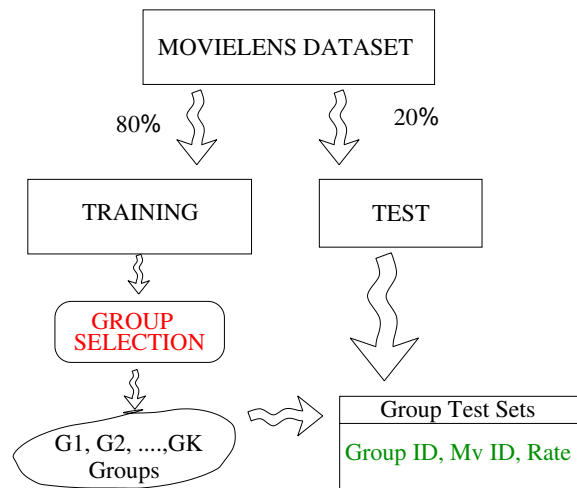 MOVIELENS DATASET
80%
20%
TRAINING
TEST
GROUP
SELECTION
G1, G2, ....,GK
Groups
Group Test Sets
Group ID, Mv ID, Rate